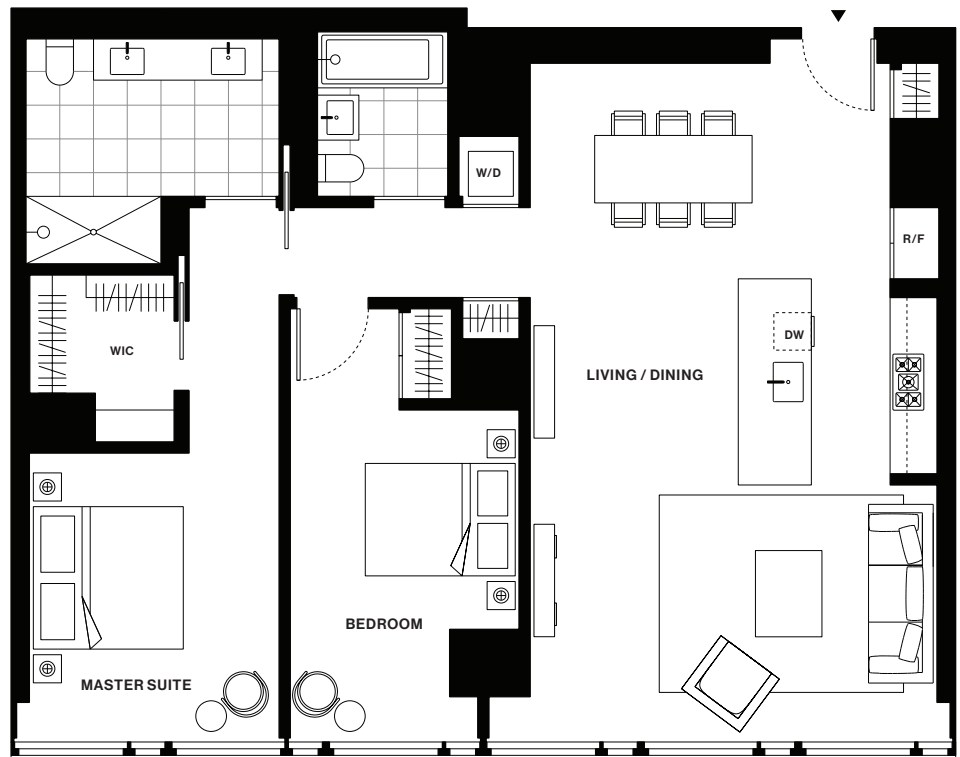 W/D
R/F
DW
WIC
LIVING / DINING
BEDROOM
MASTER SUITE